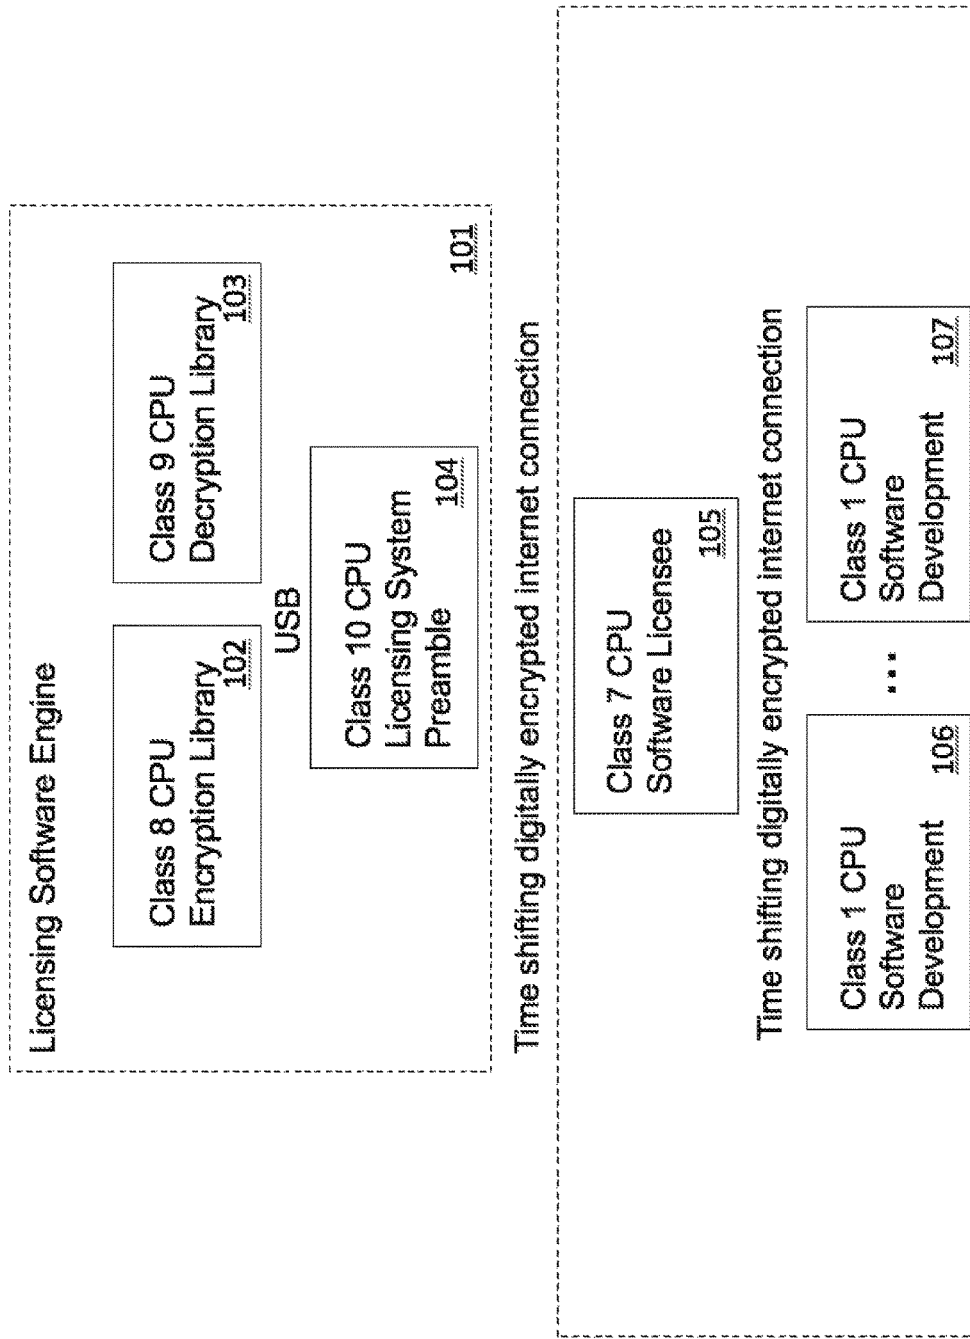 Licensing Software Engine
Class 8 CPU
Encryption Library
102
Class 9 CPU
Decryption Library
103
USB
Class 10 CPU
Licensing System
Preamble
104
101
Time shifting digitally encrypted internet connection
Class 7 CPU
Software Licensee
105
Time shifting digitally encrypted internet connection
Class 1 CPU
Software
Development
106
...
Class 1 CPU
Software
Development
107